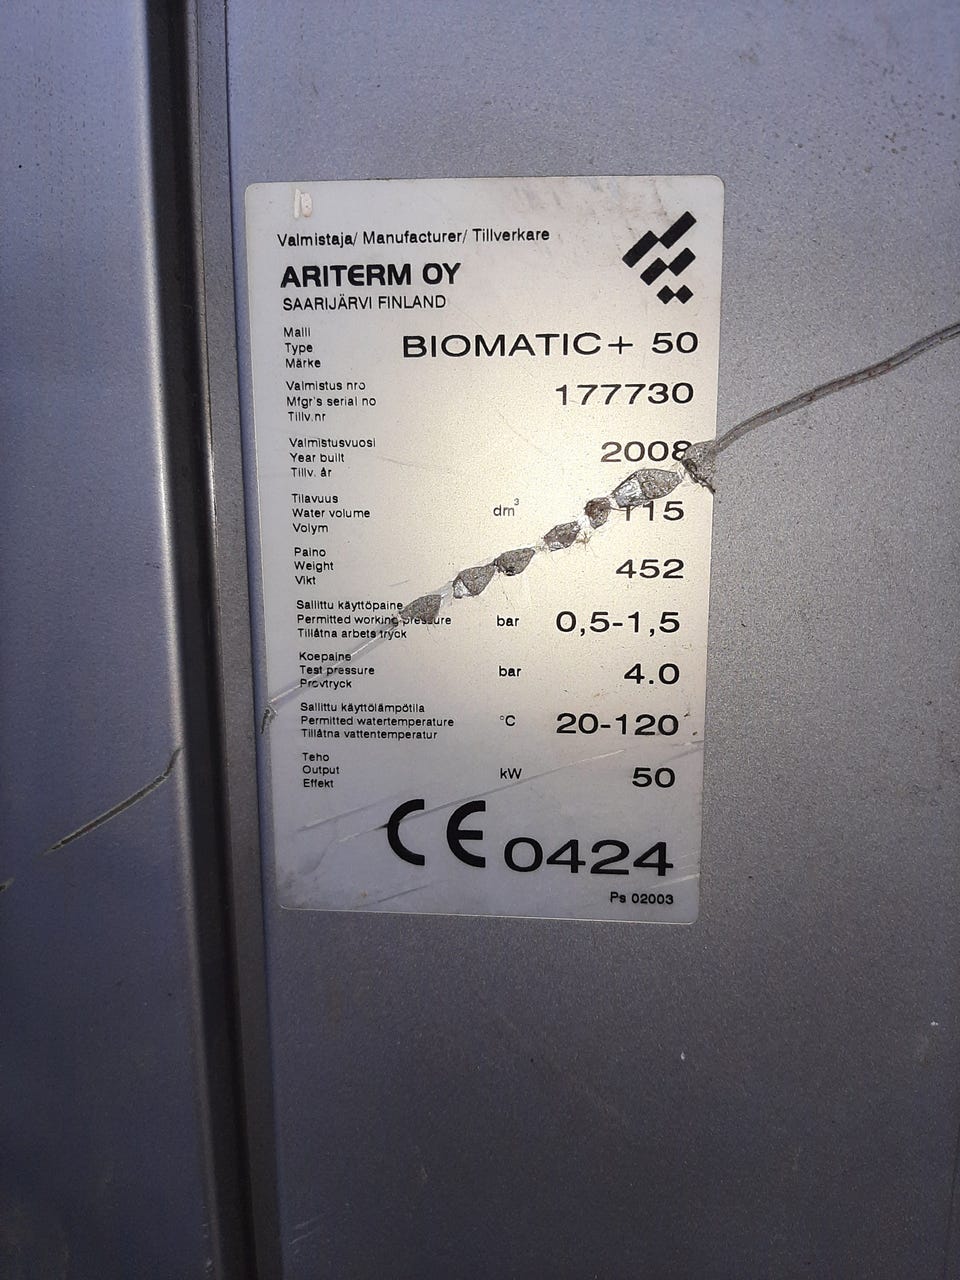 Valmistaja/ Manufacturer/ Tillverkare
ARITERM OY
SAARIJÄRVI FINLAND
Malli
Type BIOMATIC+ 50
Märke
Valmistus nro
Mfgr's serial no 177730
Tillv.nr
Valmistusvuosi
Year built 2008
Tillv. år
Tilavuus
Water volume dm³ 115
Volym
Paino
Weight 452
Vikt
Sallittu käyttöpaine
Permitted working pressure bar 0,5-1,5
Tillåtna arbets tryck
Koepaine
Test pressure bar 4.0
Provtryck
Sallittu käyttölämpötila
Permitted watertemperature °C 20-120
Tillåtna vattentemperatur
Teho
Output kW 50
Effekt
CE 0424
Ps 02003